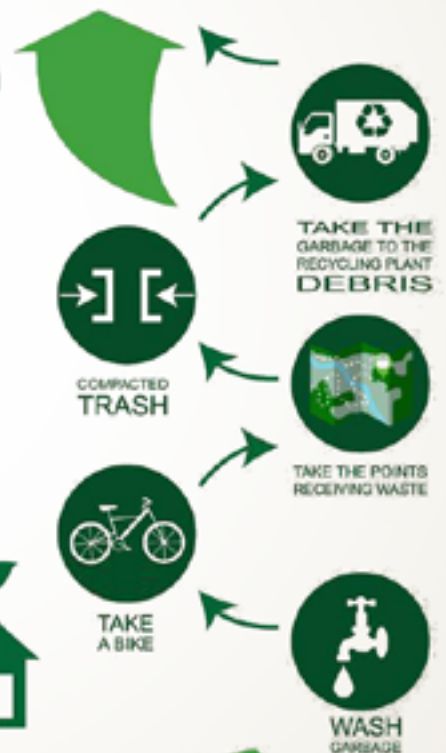 TAKE THE
GARBAGE TO THE
RECYCLING PLANT
DEBRIS
COMPACTED
TRASH
TAKE THE POINTS
RECEIVING WASTE
TAKE
A BIKE
WASH
GARBAGE